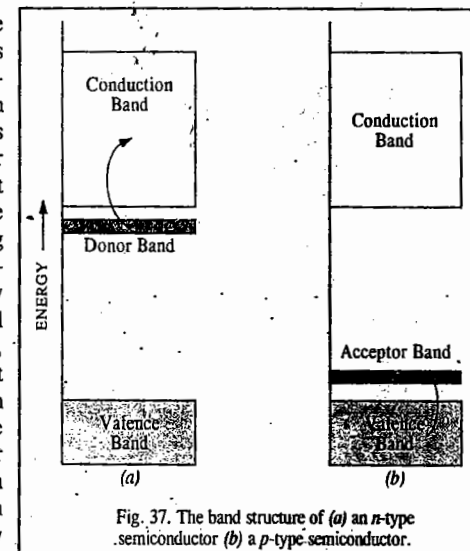 Conduction
Band
Donor Band
ENERGY
Valence
Band
(a)
Conduction
Band
Acceptor Band
Valence
Band
(b)
Fig. 37. The band structure of (a) an n-type
semiconductor (b) a p-type semiconductor.